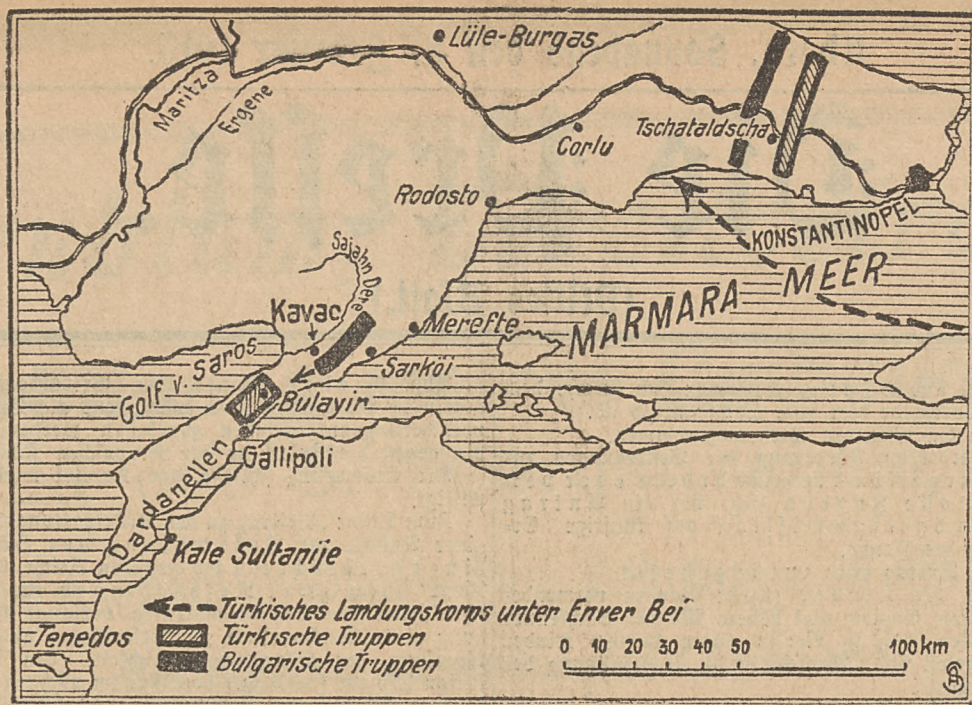 Lüle-Burgas
Maritza
Ergene
Corlu
Tschataldscha
Rodosto
KONSTANTINOPEL
MARMARA MEER
Sajahn Dere
Kavac
Merefte
Sarköi
Golf v. Saros
Bulayir
Gallipoli
Dardanellen
Kale Sultanije
Tenedos
Türkisches Landungskorps unter Enver Bei
Türkische Truppen
Bulgarische Truppen
0 10 20 30 40 50 100 km